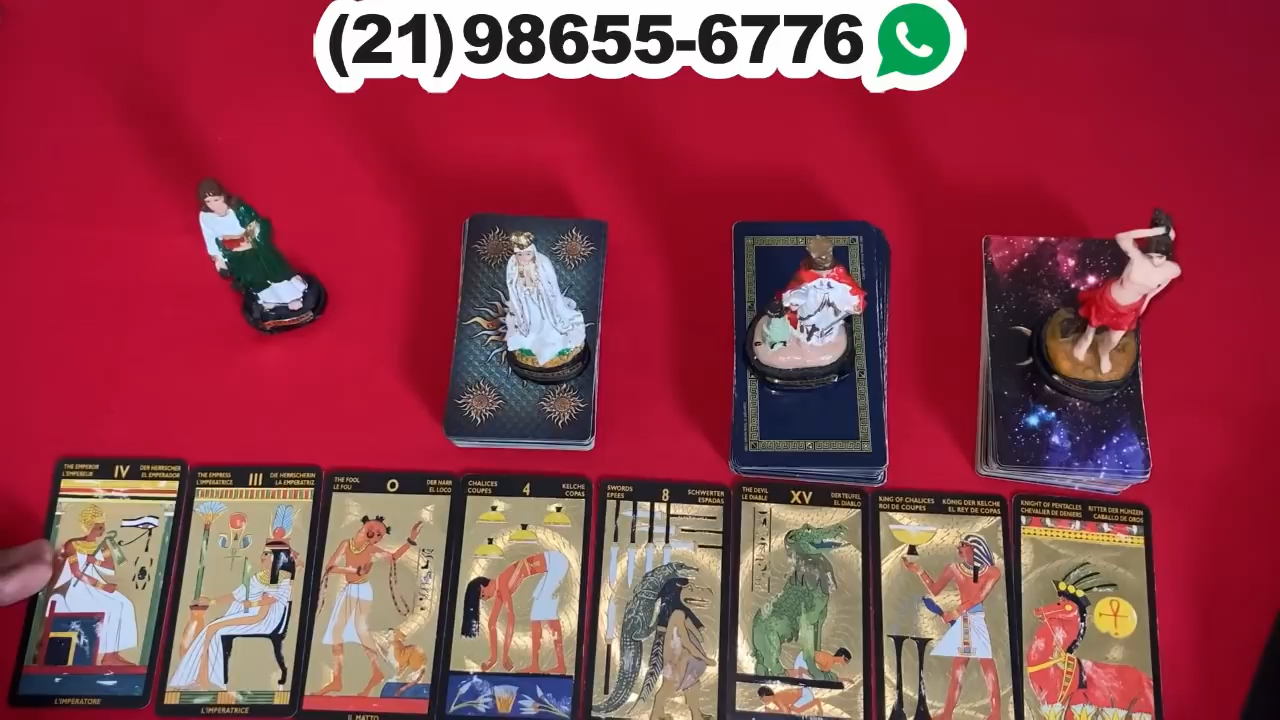 (21)98655-6776
THE EMPEROR IV DER HERRSCHER
L'EMPEREUR EL EMPERADOR
L'IMPERATORE
THE EMPRESS III DIE HERRSCHERIN
L'IMPÉRATRICE LA EMPERATRIZ
L'IMPERATRICE
THE FOOL 0 DER NARR
LE FOU EL LOCO
IL MATTO
CHALICES 4 KELCHE
COUPES COPAS
SWORDS 8 SCHWERTER
EPEES ESPADAS
THE DEVIL XV DER TEUFEL
LE DIABLE EL DIABLO
KING OF CHALICES KÖNIG DER KELCHE
ROI DE COUPES EL REY DE COPAS
KNIGHT OF PENTACLES RITTER DER MÜNZEN
CHEVALIER DE DENIERS CABALLO DE OROS